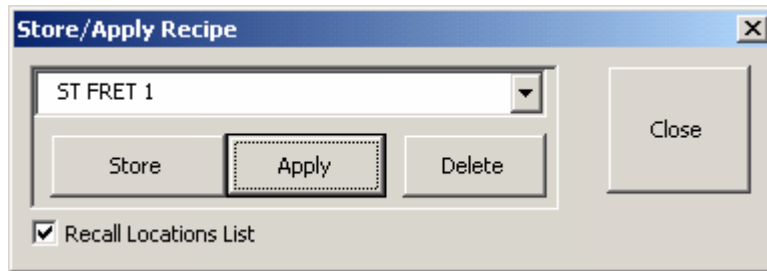 Store/Apply Recipe
ST FRET 1
Store Apply Delete
Close
Recall Locations List